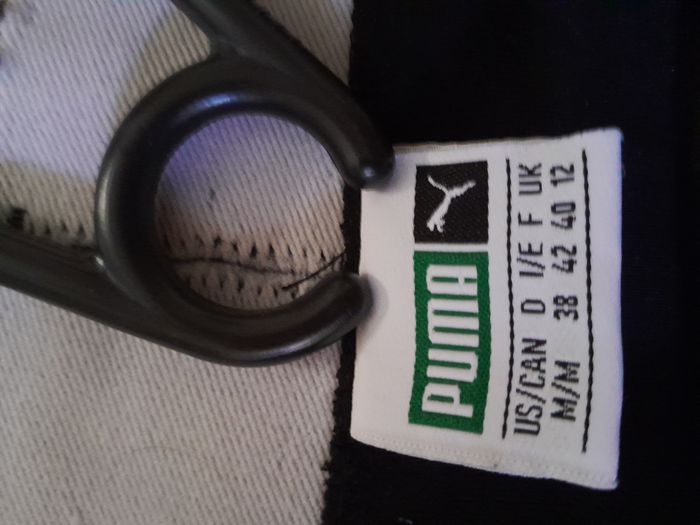 PUMA
US/CAN D I/E F UK
M/M 38 42 40 12